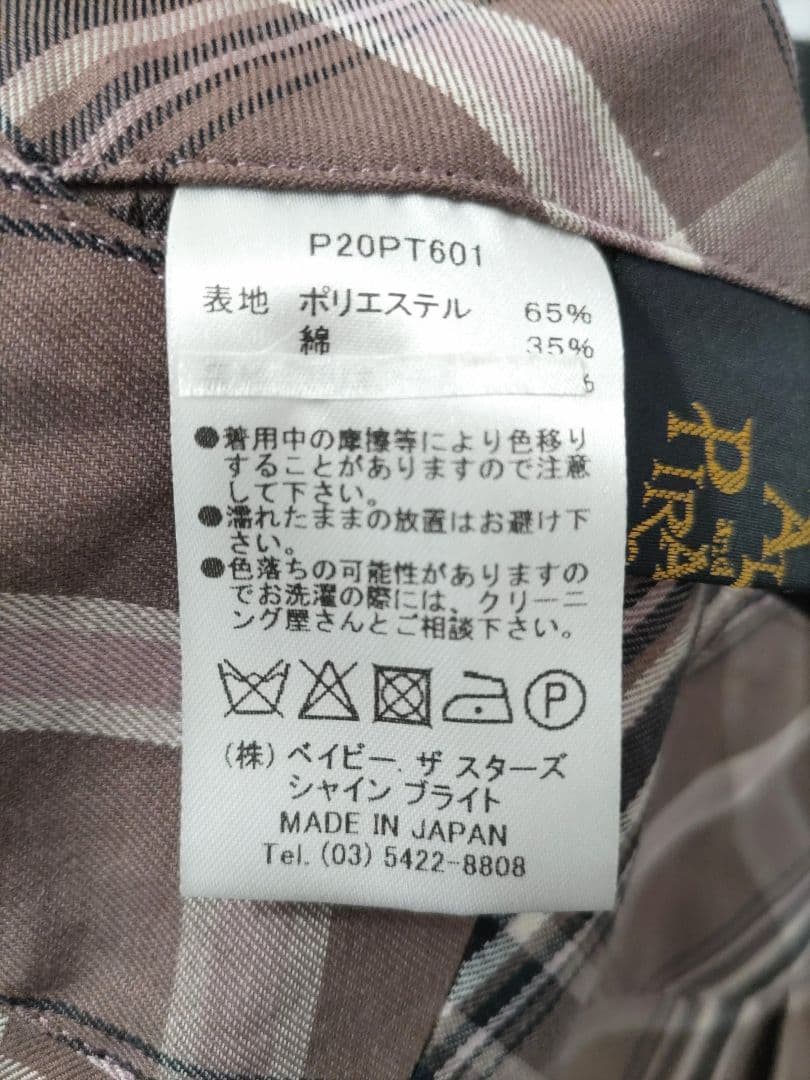 P20PT601
表地 ポリエステル 65%
綿 35%
%
●着用中の摩擦等により色移り
することがありますので注意
して下さい。
●濡れたままの放置はお避け下
さい。
●色落ちの可能性がありますの
でお洗濯の際には、クリーニ
ング屋さんとご相談下さい。
P
(株) ベイビー, ザ スターズ
シャイン ブライト
MADE IN JAPAN
Tel. (03) 5422-8808